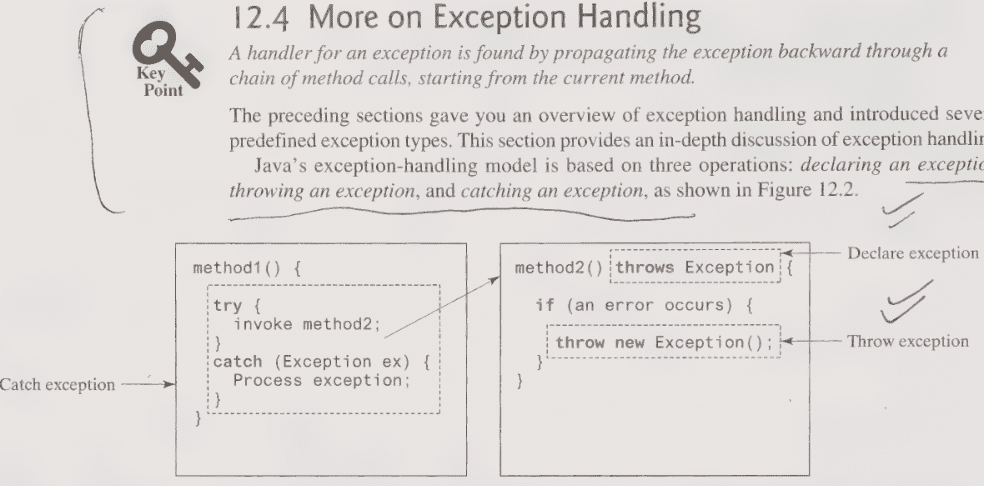 12.4 More on Exception Handling
Key
Point
A handler for an exception is found by propagating the exception backward through a
chain of method calls, starting from the current method.
The preceding sections gave you an overview of exception handling and introduced
predefined exception types. This section provides an in-depth discussion of exception
Java's exception-handling model is based on three operations: declaring an
throwing an exception, and catching an exception, as shown in Figure 12.2.
method1() {
try {
invoke method2;
}
catch (Exception ex) {
Process exception;
}
}
Catch exception
method2() throws Exception {
if (an error occurs) {
throw new Exception();
}
}
Declare exception
Throw exception